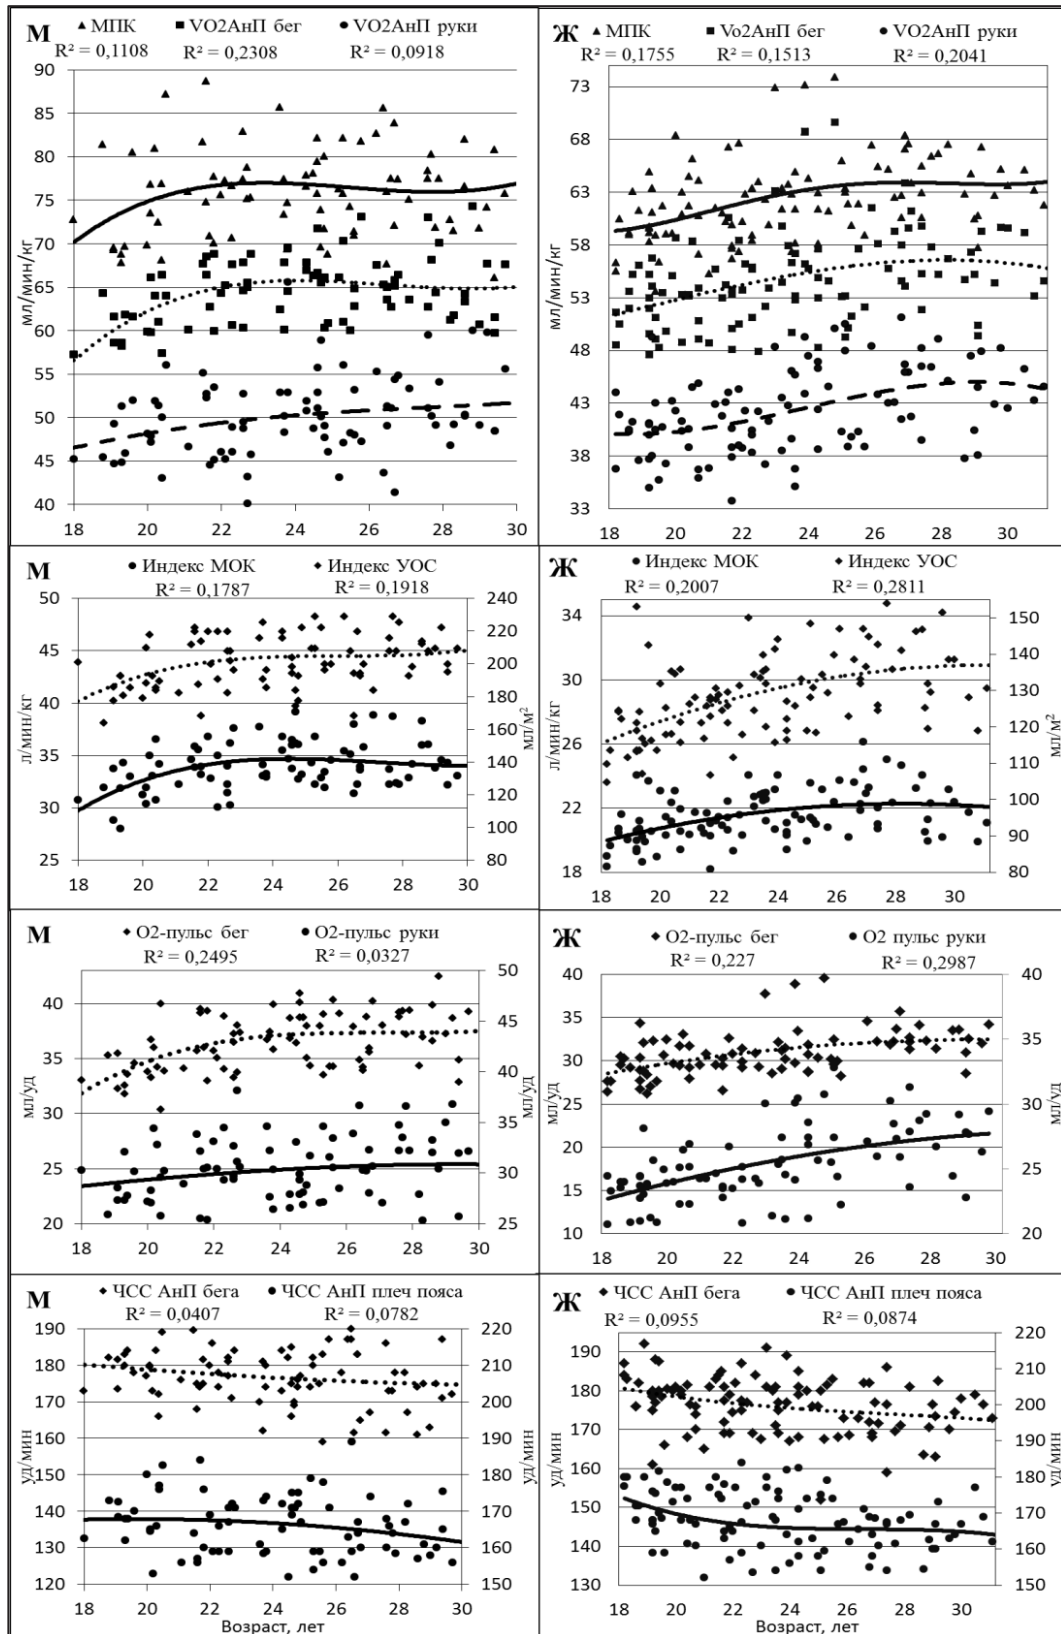 М
МПК VO2АнП бег VO2АнП руки
R² = 0,1108 R² = 0,2308 R² = 0,0918
90
85
80
75
70
65
60
55
50
45
40
мл/мин/кг
18 20 22 24 26 28 30
Ж
МПК Vo2АнП бег VO2АнП руки
R² = 0,1755 R² = 0,1513 R² = 0,2041
73
68
63
58
53
48
43
38
33
мл/мин/кг
18 20 22 24 26 28 30
М
Индекс МОК Индекс УОС
R² = 0,1787 R² = 0,1918
50
45
40
35
30
25
л/мин/кг
240
220
200
180
160
140
120
100
80
мл/м²
18 20 22 24 26 28 30
Ж
Индекс МОК Индекс УОС
R² = 0,2007 R² = 0,2811
34
30
26
22
18
л/мин/кг
150
140
130
120
110
100
90
80
мл/м²
18 20 22 24 26 28 30
М
О2-пульс бег О2-пульс руки
R² = 0,2495 R² = 0,0327
40
35
30
25
20
мл/уд
50
45
40
35
30
25
мл/уд
18 20 22 24 26 28 30
Ж
О2-пульс бег О2 пульс руки
R² = 0,227 R² = 0,2987
40
35
30
25
20
15
10
мл/уд
40
35
30
25
20
мл/уд
18 20 22 24 26 28 30
М
ЧСС АнП бега ЧСС АнП плеч пояса
R² = 0,0407 R² = 0,0782
190
180
170
160
150
140
130
120
уд/мин
220
210
200
190
180
170
160
150
уд/мин
18 20 22 24 26 28 30
Возраст, лет
Ж
ЧСС АнП бега ЧСС АнП плеч пояса
R² = 0,0955 R² = 0,0874
190
180
170
160
150
140
130
уд/мин
220
210
200
190
180
170
160
150
уд/мин
18 20 22 24 26 28 30
Возраст, лет